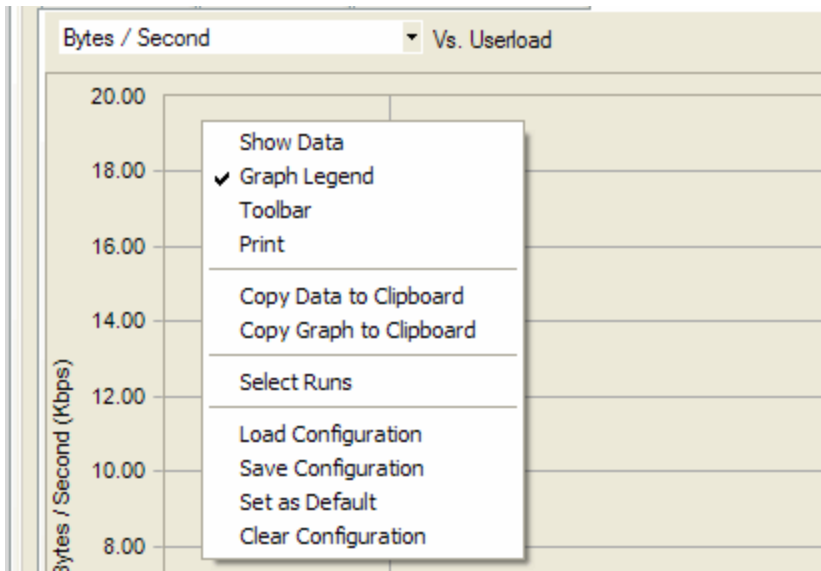 Bytes / Second Vs. Userload
20.00
Show Data
18.00
Graph Legend
Toolbar
16.00
Print
Copy Data to Clipboard
14.00
Copy Graph to Clipboard
Select Runs
12.00
Load Configuration
10.00
Save Configuration
Set as Default
8.00
Clear Configuration
Bytes / Second (Kbps)